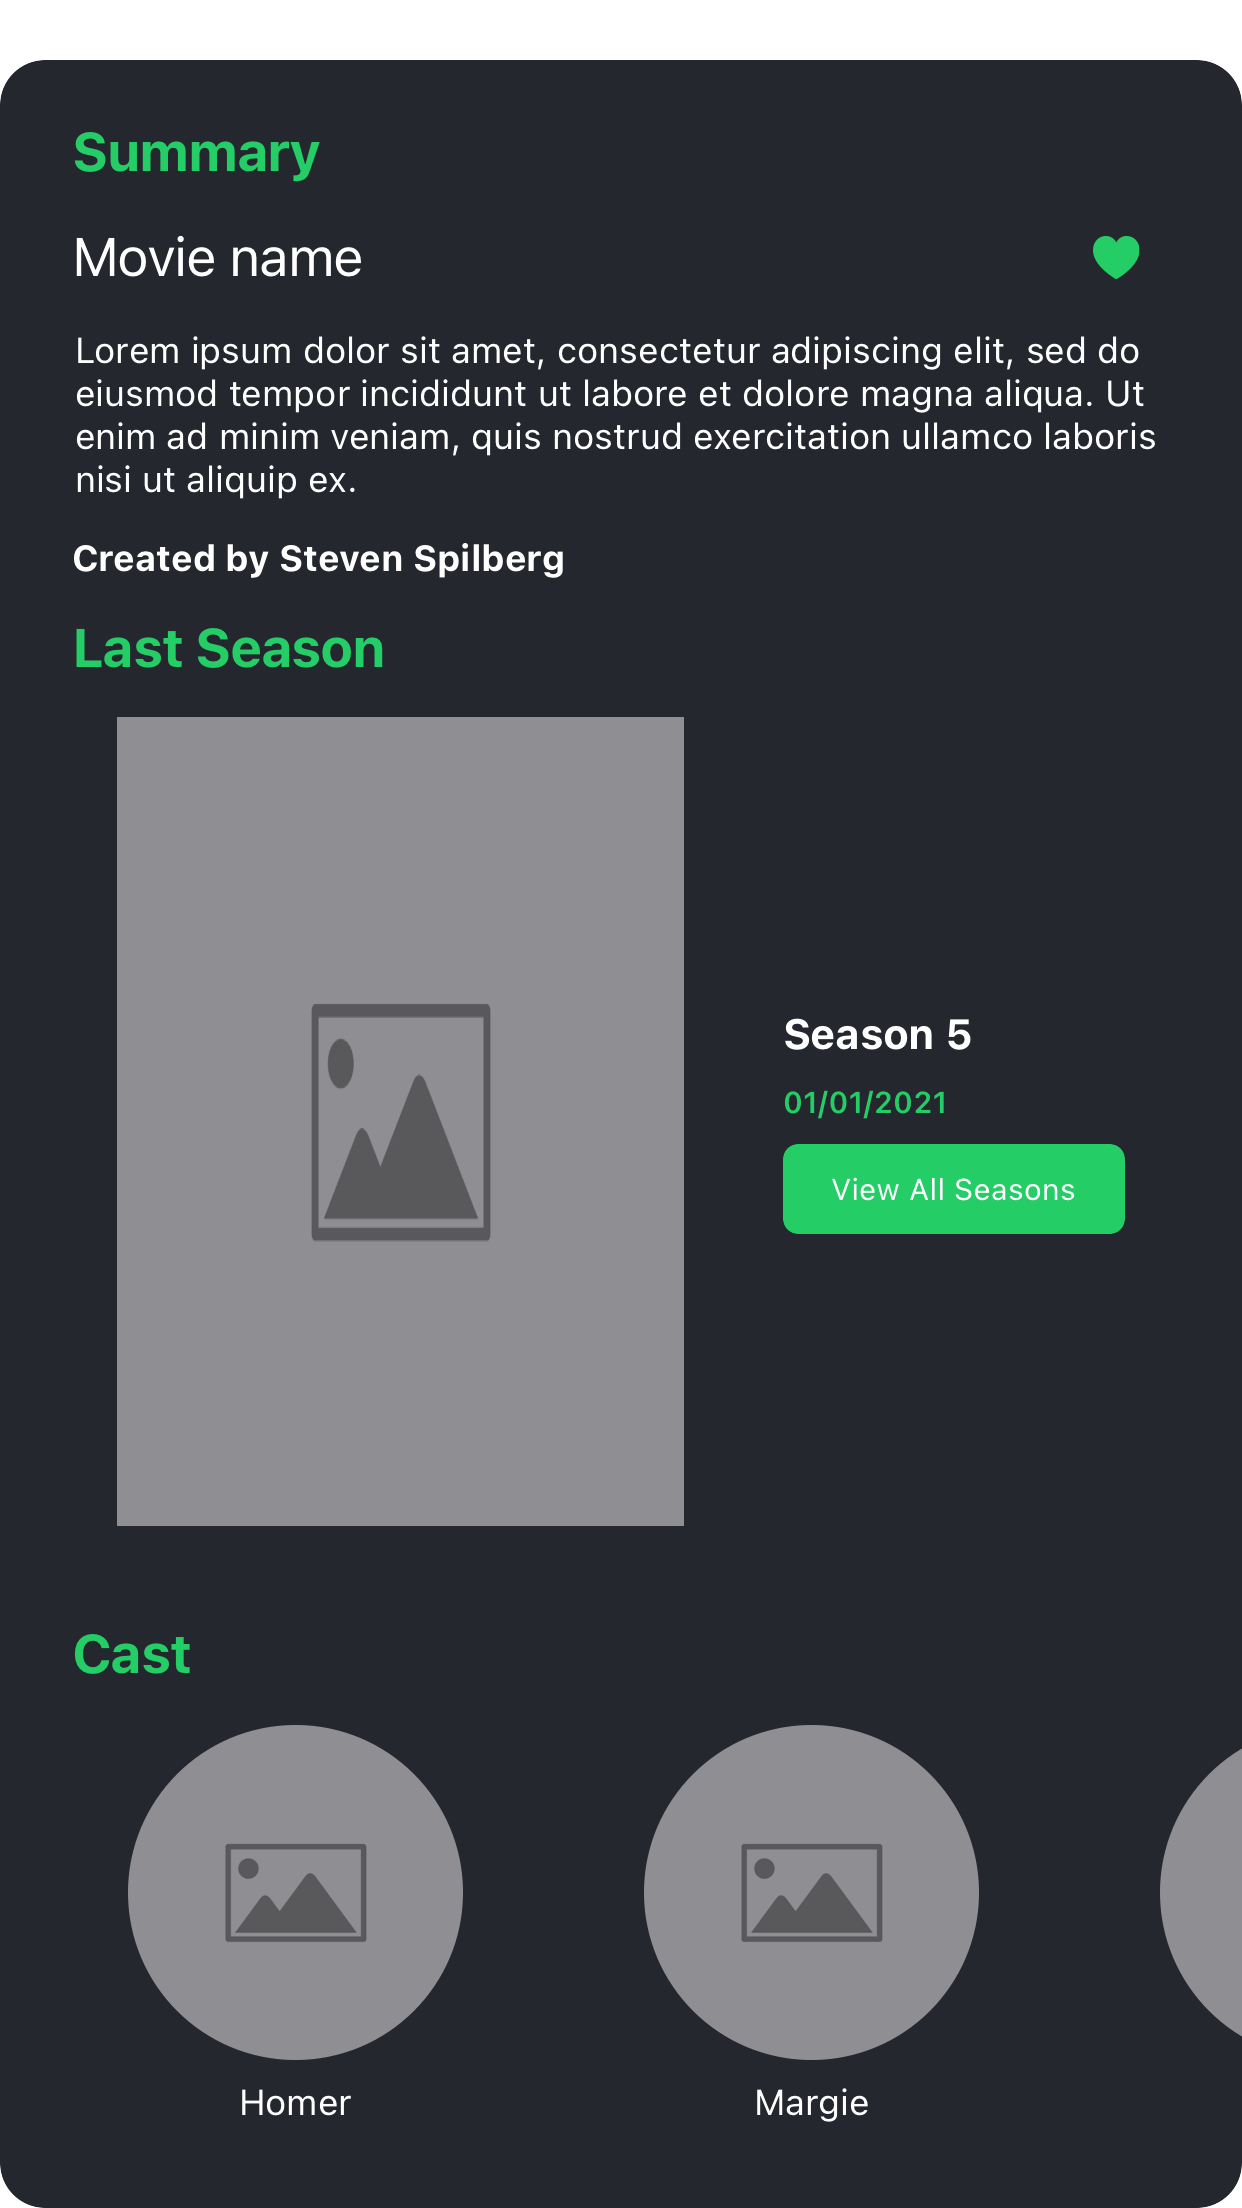 Summary
Movie name
Lorem ipsum dolor sit amet, consectetur adipiscing elit, sed do
eiusmod tempor incididunt ut labore et dolore magna aliqua. Ut
enim ad minim veniam, quis nostrud exercitation ullamco laboris
nisi ut aliquip ex.
Created by Steven Spilberg
Last Season
Season 5
01/01/2021
View All Seasons
Cast
Homer
Margie